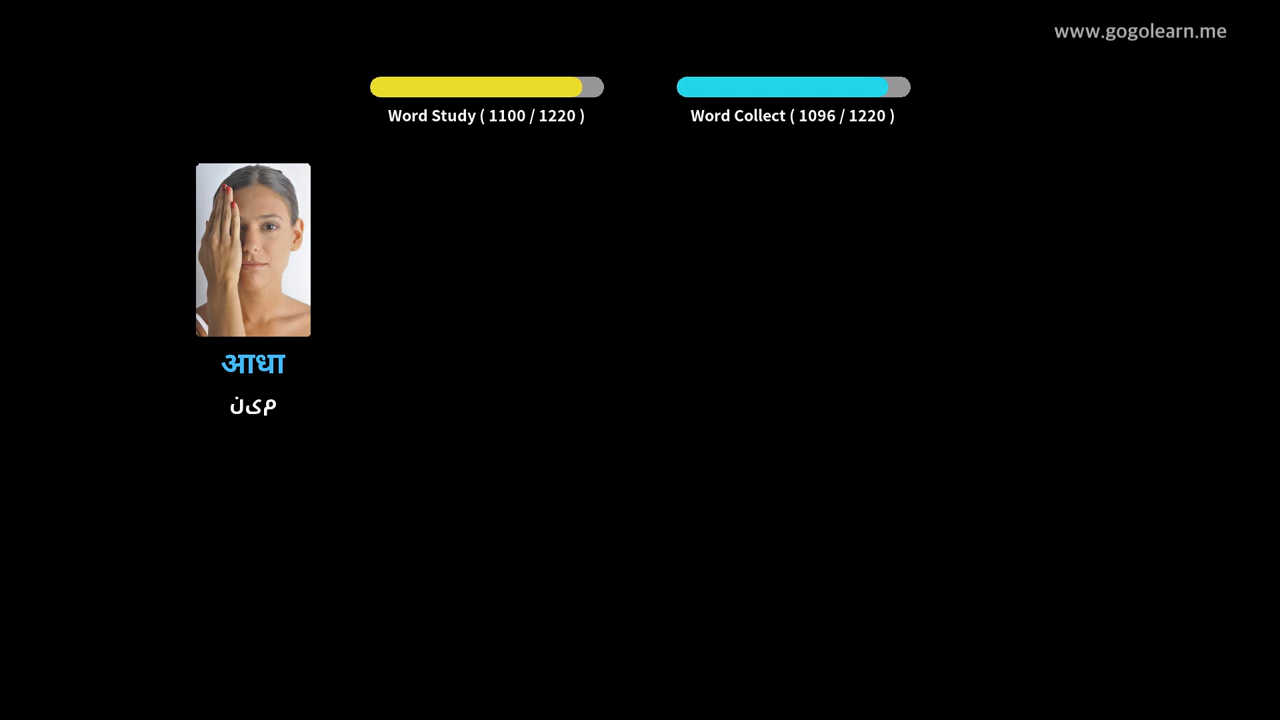 www.gogolearn.me
Word Study ( 1100 / 1220 )
Word Collect ( 1096 / 1220 )
आधा
نیم